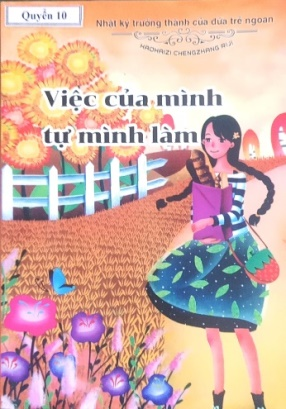 Quyển 10
Nhật ký trưởng thành của đứa trẻ ngoan
HAOHAIZI CHENGZHANG RIJI
Việc của mình
tự mình làm